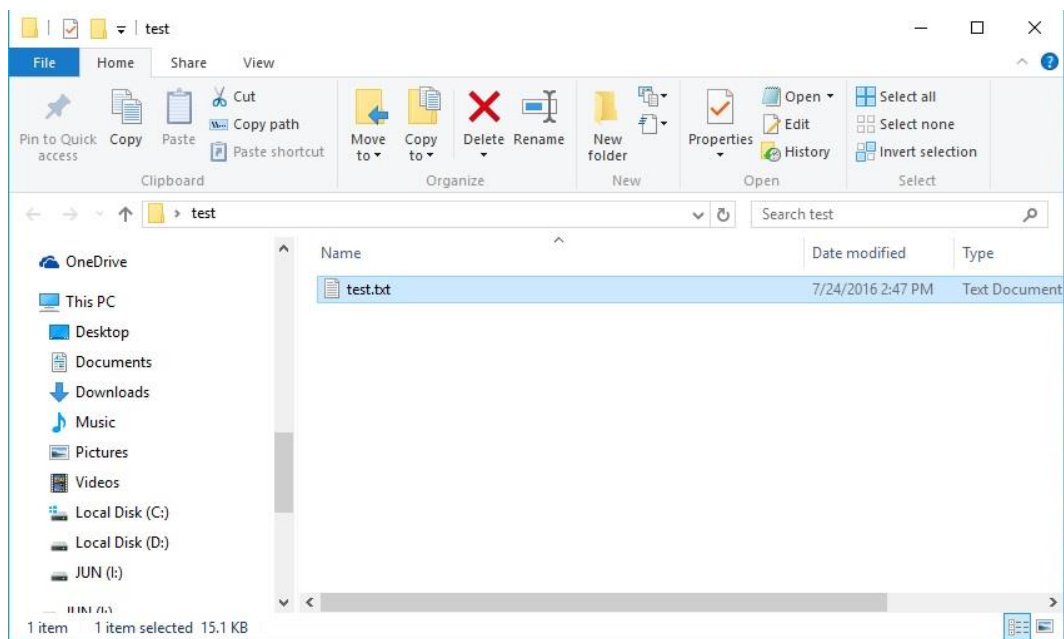 test
File Home Share View
Pin to Quick access
Copy
Paste
Cut
Copy path
Paste shortcut
Clipboard
Move to
Copy to
Delete
Rename
Organize
New folder
New
Properties
Open
Edit
History
Open
Select all
Select none
Invert selection
Select
test
Search test
OneDrive
This PC
Desktop
Documents
Downloads
Music
Pictures
Videos
Local Disk (C:)
Local Disk (D:)
JUN (I:)
Name Date modified Type
test.txt 7/24/2016 2:47 PM Text Document
1 item 1 item selected 15.1 KB